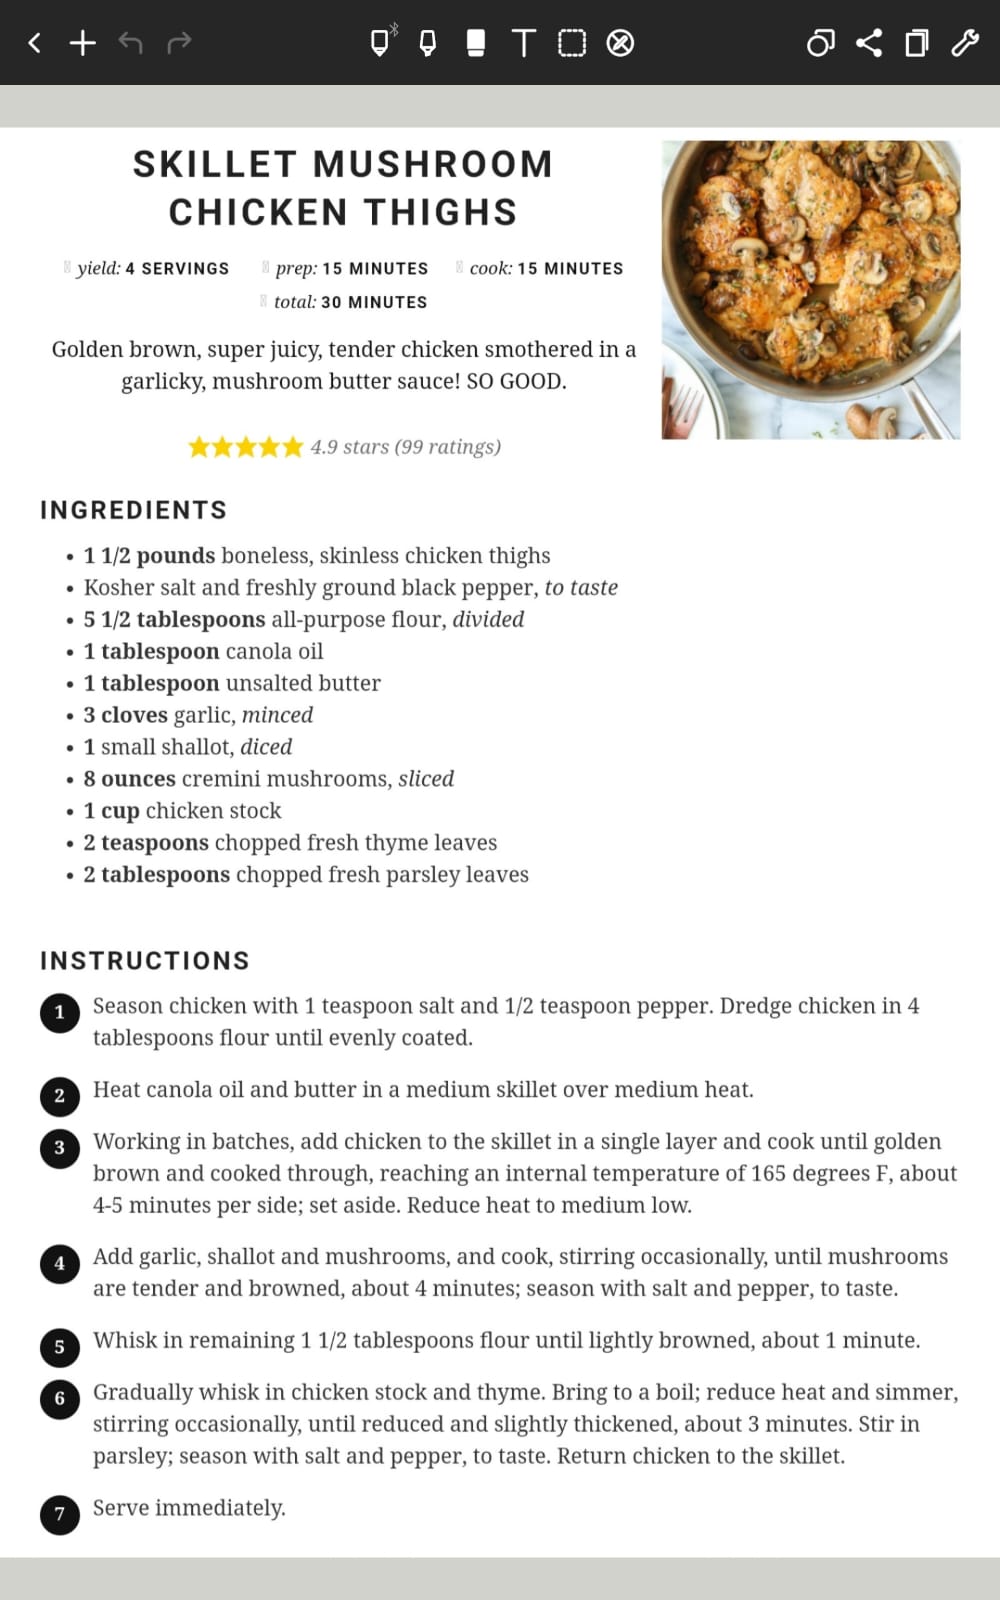 SKILLET MUSHROOM
CHICKEN THIGHS
yield: 4 SERVINGS prep: 15 MINUTES cook: 15 MINUTES
total: 30 MINUTES
Golden brown, super juicy, tender chicken smothered in a
garlicky, mushroom butter sauce! SO GOOD.
4.9 stars (99 ratings)
INGREDIENTS
• 1 1/2 pounds boneless, skinless chicken thighs
• Kosher salt and freshly ground black pepper, to taste
• 5 1/2 tablespoons all-purpose flour, divided
• 1 tablespoon canola oil
• 1 tablespoon unsalted butter
• 3 cloves garlic, minced
• 1 small shallot, diced
• 8 ounces cremini mushrooms, sliced
• 1 cup chicken stock
• 2 teaspoons chopped fresh thyme leaves
• 2 tablespoons chopped fresh parsley leaves
INSTRUCTIONS
1 Season chicken with 1 teaspoon salt and 1/2 teaspoon pepper. Dredge chicken in 4
tablespoons flour until evenly coated.
2 Heat canola oil and butter in a medium skillet over medium heat.
3 Working in batches, add chicken to the skillet in a single layer and cook until golden
brown and cooked through, reaching an internal temperature of 165 degrees F, about
4-5 minutes per side; set aside. Reduce heat to medium low.
4 Add garlic, shallot and mushrooms, and cook, stirring occasionally, until mushrooms
are tender and browned, about 4 minutes; season with salt and pepper, to taste.
5 Whisk in remaining 1 1/2 tablespoons flour until lightly browned, about 1 minute.
6 Gradually whisk in chicken stock and thyme. Bring to a boil; reduce heat and simmer,
stirring occasionally, until reduced and slightly thickened, about 3 minutes. Stir in
parsley; season with salt and pepper, to taste. Return chicken to the skillet.
7 Serve immediately.